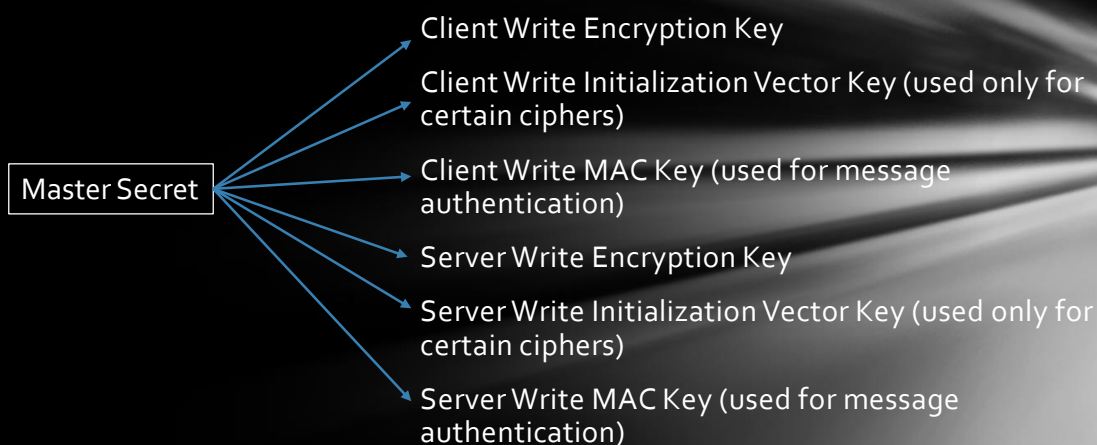 Client Write Encryption Key
Client Write Initialization Vector Key (used only for
certain ciphers)
Master Secret
Client Write MAC Key (used for message
authentication)
Server Write Encryption Key
Server Write Initialization Vector Key (used only for
certain ciphers)
Server Write MAC Key (used for message
authentication)